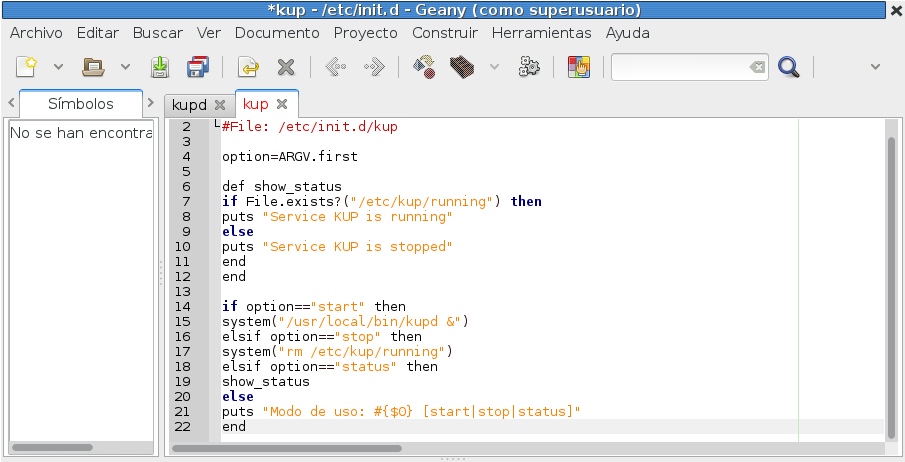 *kup - /etc/init.d - Geany (como superusuario)
Archivo Editar Buscar Ver Documento Proyecto Construir Herramientas Ayuda
Símbolos
kupd kup
No se han encontra
2 #File: /etc/init.d/kup
3
4 option=ARGV.first
5
6 def show_status
7 if File.exists?("/etc/kup/running") then
8 puts "Service KUP is running"
9 else
10 puts "Service KUP is stopped"
11 end
12 end
13
14 if option=="start" then
15 system("/usr/local/bin/kupd &")
16 elsif option=="stop" then
17 system("rm /etc/kup/running")
18 elsif option=="status" then
19 show_status
20 else
21 puts "Modo de uso: #{$0} [start|stop|status]"
22 end